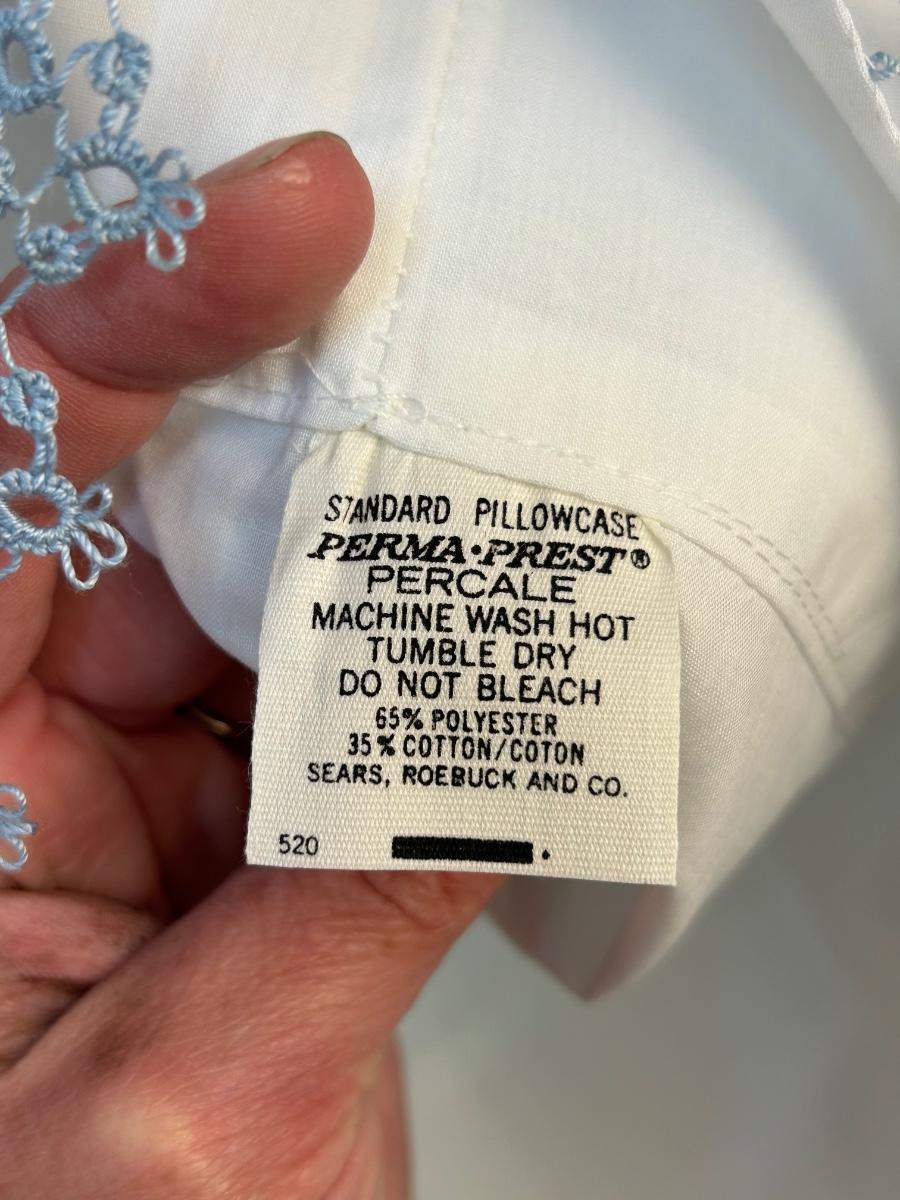 STANDARD PILLOWCASE
PERMA•PREST®
PERCALE
MACHINE WASH HOT
TUMBLE DRY
DO NOT BLEACH
65% POLYESTER
35% COTTON/COTON
SEARS, ROEBUCK AND CO.
520